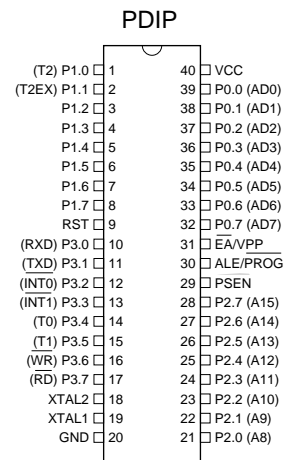 PDIP
(T2) P1.0 1 40 VCC
(T2EX) P1.1 2 39 P0.0 (AD0)
P1.2 3 38 P0.1 (AD1)
P1.3 4 37 P0.2 (AD2)
P1.4 5 36 P0.3 (AD3)
P1.5 6 35 P0.4 (AD4)
P1.6 7 34 P0.5 (AD5)
P1.7 8 33 P0.6 (AD6)
RST 9 32 P0.7 (AD7)
(RXD) P3.0 10 31 E̅A̅/VPP
(TXD) P3.1 11 30 ALE/P̅R̅O̅G̅
(I̅N̅T̅0̅) P3.2 12 29 P̅S̅E̅N̅
(I̅N̅T̅1̅) P3.3 13 28 P2.7 (A15)
(T0) P3.4 14 27 P2.6 (A14)
(T1) P3.5 15 26 P2.5 (A13)
(W̅R̅) P3.6 16 25 P2.4 (A12)
(R̅D̅) P3.7 17 24 P2.3 (A11)
XTAL2 18 23 P2.2 (A10)
XTAL1 19 22 P2.1 (A9)
GND 20 21 P2.0 (A8)